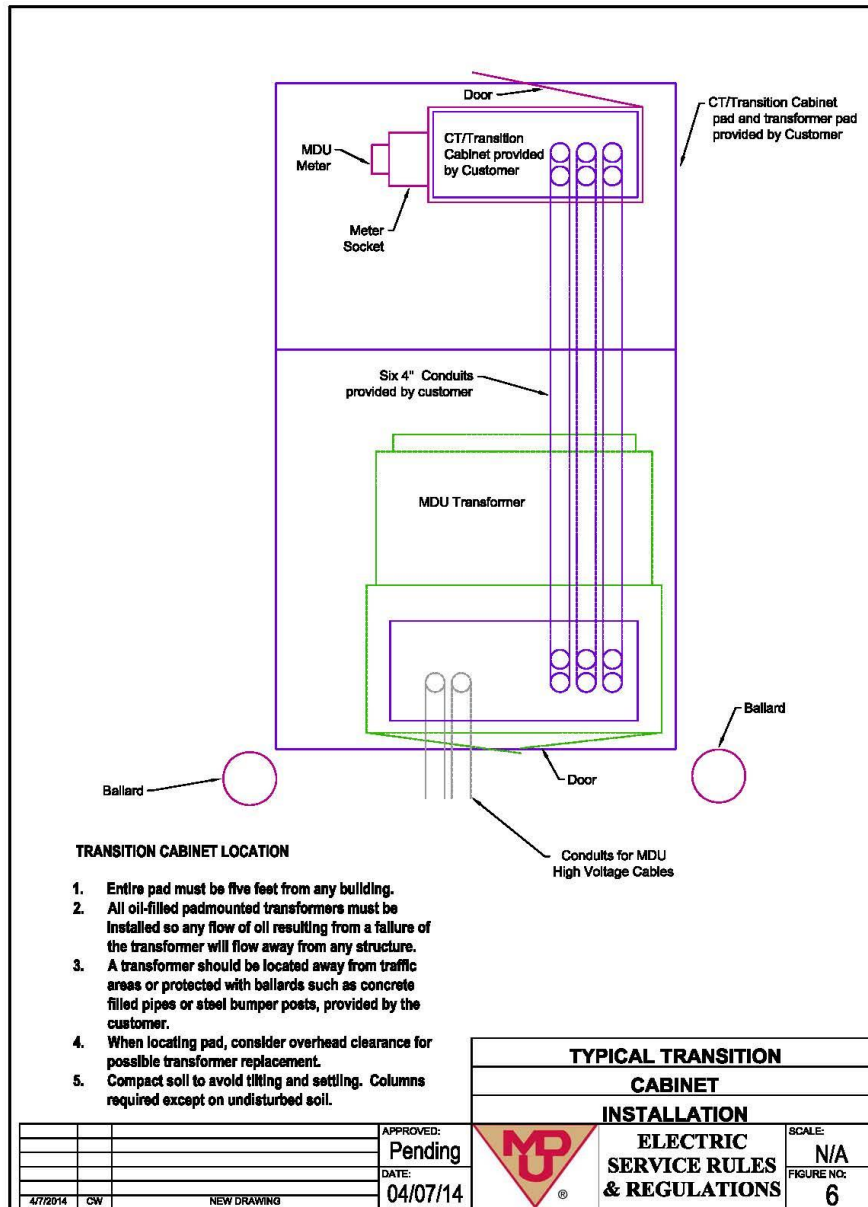 Door
CT/Transition Cabinet
pad and transformer pad
provided by Customer
CT/Transition
Cabinet provided
by Customer
MDU
Meter
Meter
Socket
Six 4" Conduits
provided by customer
MDU Transformer
Ballard
Ballard
Door
Conduits for MDU
High Voltage Cables
TRANSITION CABINET LOCATION
1. Entire pad must be five feet from any building.
2. All oil-filled padmounted transformers must be
installed so any flow of oil resulting from a failure of
the transformer will flow away from any structure.
3. A transformer should be located away from traffic
areas or protected with ballards such as concrete
filled pipes or steel bumper posts, provided by the
customer.
4. When locating pad, consider overhead clearance for
possible transformer replacement.
5. Compact soil to avoid tilting and settling. Columns
required except on undisturbed soil.
TYPICAL TRANSITION
CABINET
INSTALLATION
APPROVED:
Pending
DATE:
04/07/14
4/7/2014 CW NEW DRAWING
MDU
®
ELECTRIC
SERVICE RULES
& REGULATIONS
SCALE:
N/A
FIGURE NO:
6